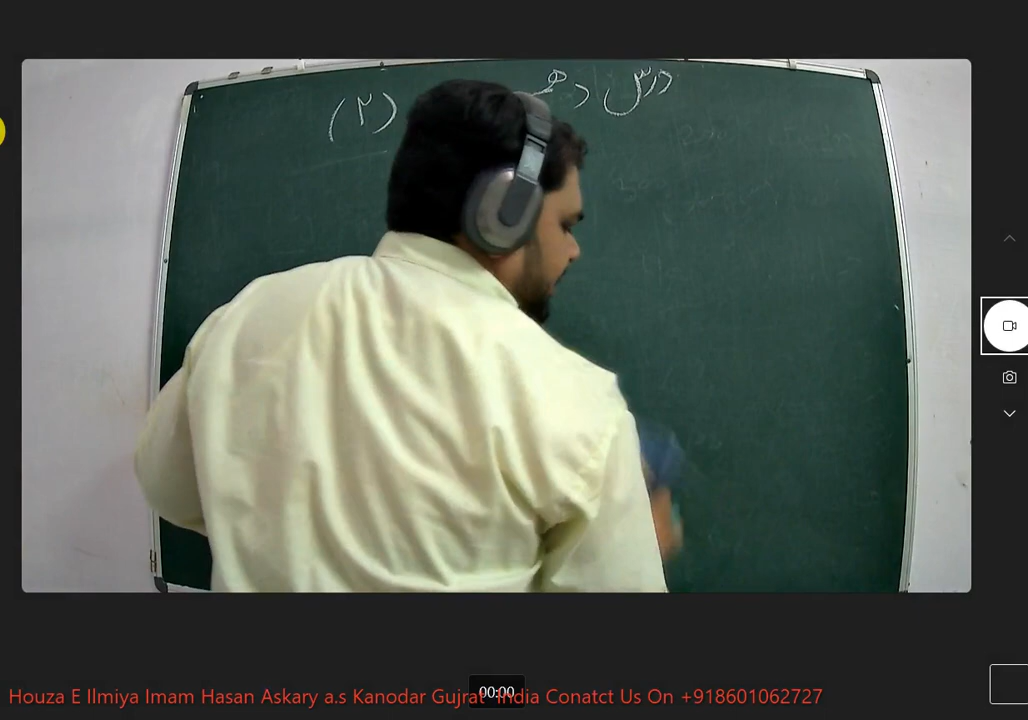 درس دهم (۲)
00:00
Houza E Ilmiya Imam Hasan Askary a.s Kanodar Gujrat India Conatct Us On +918601062727